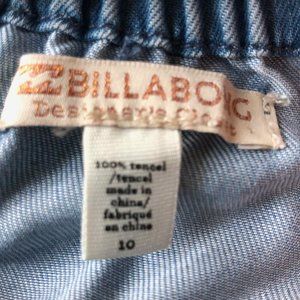 BILLABONG
Designer's Closet
100% tencel
/tencel
made in
china/
fabriqué
en chine
10